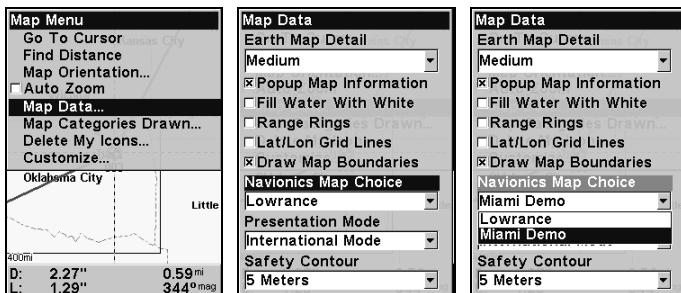 Map Menu
Go To Cursor
Find Distance
Map Orientation...
Auto Zoom
Map Data...
Map Categories Drawn...
Delete My Icons...
Customize...
Oklahoma City
Little
400mi
D: 2.27" 0.59 mi
L: 1.29" 344º mag
Map Data
Earth Map Detail
Medium
Popup Map Information
Fill Water With White
Range Rings
Lat/Lon Grid Lines
Draw Map Boundaries
Navionics Map Choice
Lowrance
Presentation Mode
International Mode
Safety Contour
5 Meters
Map Data
Earth Map Detail
Medium
Popup Map Information
Fill Water With White
Range Rings
Lat/Lon Grid Lines
Draw Map Boundaries
Navionics Map Choice
Miami Demo
Lowrance
Miami Demo
Safety Contour
5 Meters